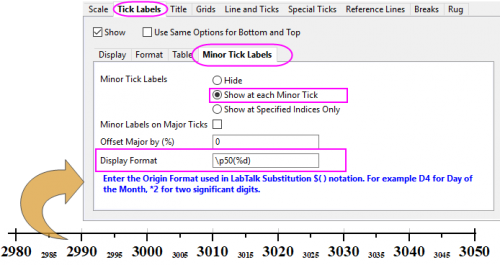 Scale Tick Labels Title Grids Line and Ticks Special Ticks Reference Lines Breaks Rug
Show Use Same Options for Bottom and Top
Display Format Table Minor Tick Labels
Minor Tick Labels Hide
Show at each Minor Tick
Show at Specified Indices Only
Minor Labels on Major Ticks
Offset Major by (%) 0
Display Format \p50(%d)
Enter the Origin Format used in LabTalk Substitution $( ) notation. For example D4 for Day of
the Month, *2 for two significant digits.
2980 2985 2990 2995 3000 3005 3010 3015 3020 3025 3030 3035 3040 3045 3050